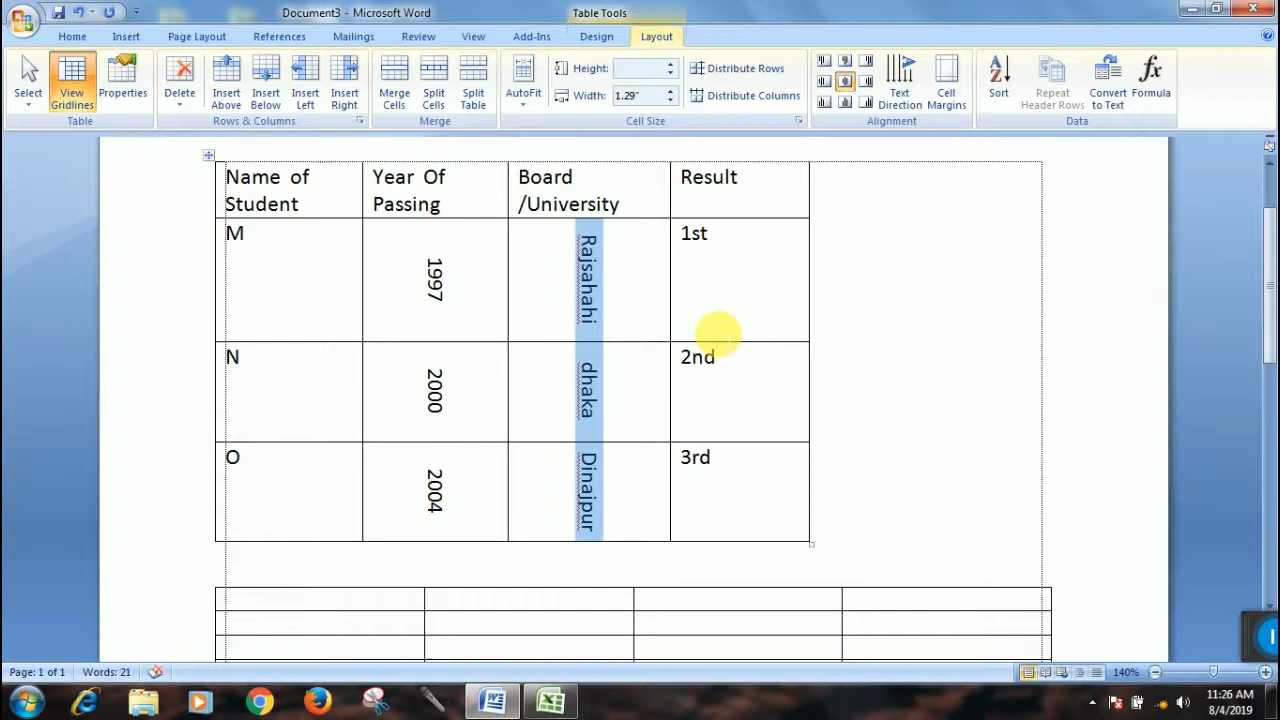 Document3 - Microsoft Word
Table Tools
Home Insert Page Layout References Mailings Review View Add-Ins Design Layout
Select
View Gridlines
Properties
Delete
Insert Above
Insert Below
Insert Left
Insert Right
Merge Cells
Split Cells
Split Table
AutoFit
Height:
Width: 1.29"
Distribute Rows
Distribute Columns
Text Direction
Cell Margins
Sort
Repeat Header Rows
Convert to Text
Formula
Table
Rows & Columns
Merge
Cell Size
Alignment
Data
Name of Student
Year Of Passing
Board /University
Result
M
1997
Rajsahahi
1st
N
2000
dhaka
2nd
O
2004
Dinajpur
3rd
Page: 1 of 1
Words: 21
140%
11:26 AM
8/4/2019